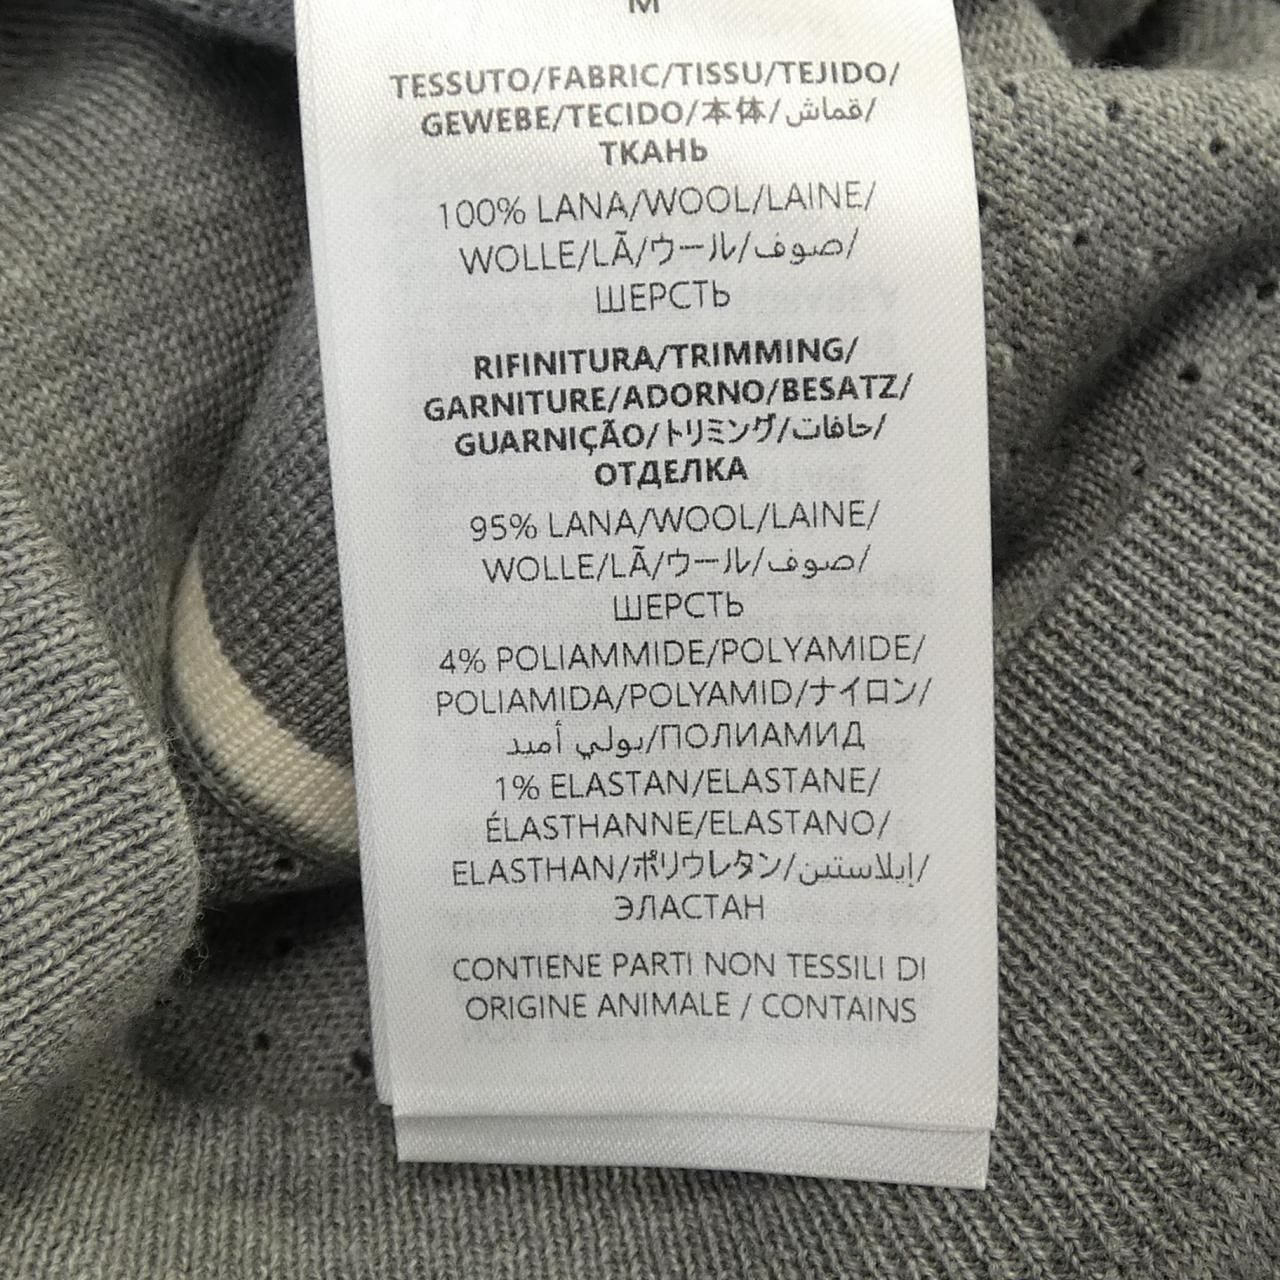 M
TESSUTO/FABRIC/TISSU/TEJIDO/
GEWEBE/TECIDO/本体/قماش/
ТКАНЬ
100% LANA/WOOL/LAINE/
WOLLE/LÃ/ウール/صوف/
ШЕРСТЬ
RIFINITURA/TRIMMING/
GARNITURE/ADORNO/BESATZ/
GUARNIÇÃO/トリミング/حافات/
ОТДЕЛКА
95% LANA/WOOL/LAINE/
WOLLE/LÃ/ウール/صوف/
ШЕРСТЬ
4% POLIAMMIDE/POLYAMIDE/
POLIAMIDA/POLYAMID/ナイロン/
بولي أميد/ПОЛИАМИД
1% ELASTAN/ELASTANE/
ÉLASTHANNE/ELASTANO/
ELASTHAN/ポリウレタン/إيلاستين/
ЭЛАСТАН
CONTIENE PARTI NON TESSILI DI
ORIGINE ANIMALE / CONTAINS